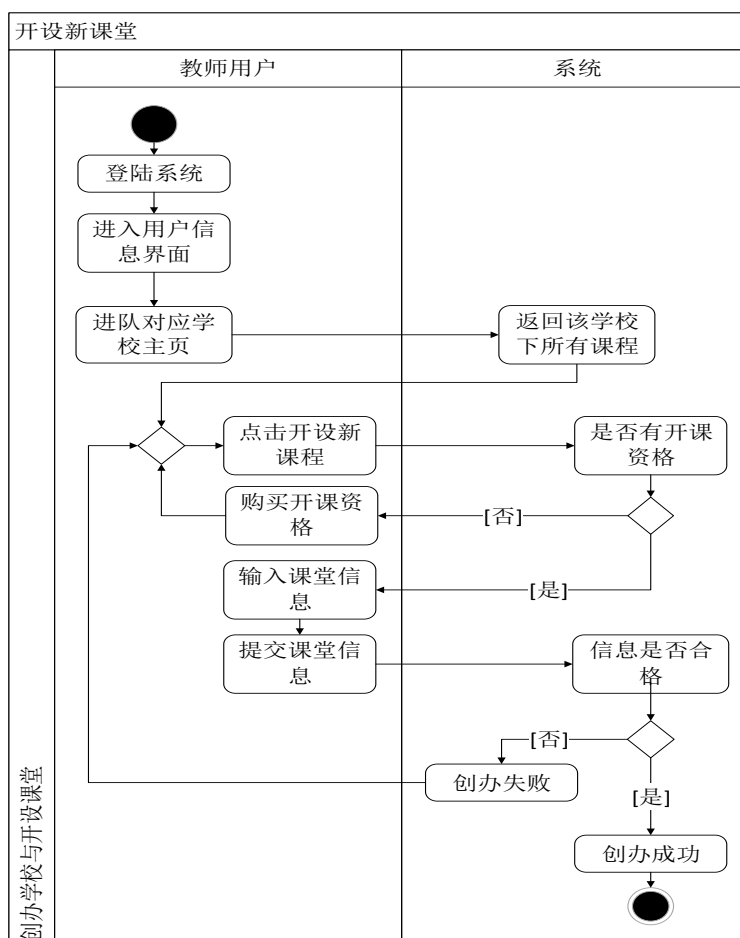 开设新课堂
教师用户
系统
登陆系统
进入用户信
息界面
进队对应学
校主页
返回该学校
下所有课程
点击开设新
课程
是否有开课
资格
购买开课资
格
[否]
输入课堂信
息
[是]
提交课堂信
息
信息是否合
格
[否]
创办失败
[是]
创办成功
创办学校与开设课堂